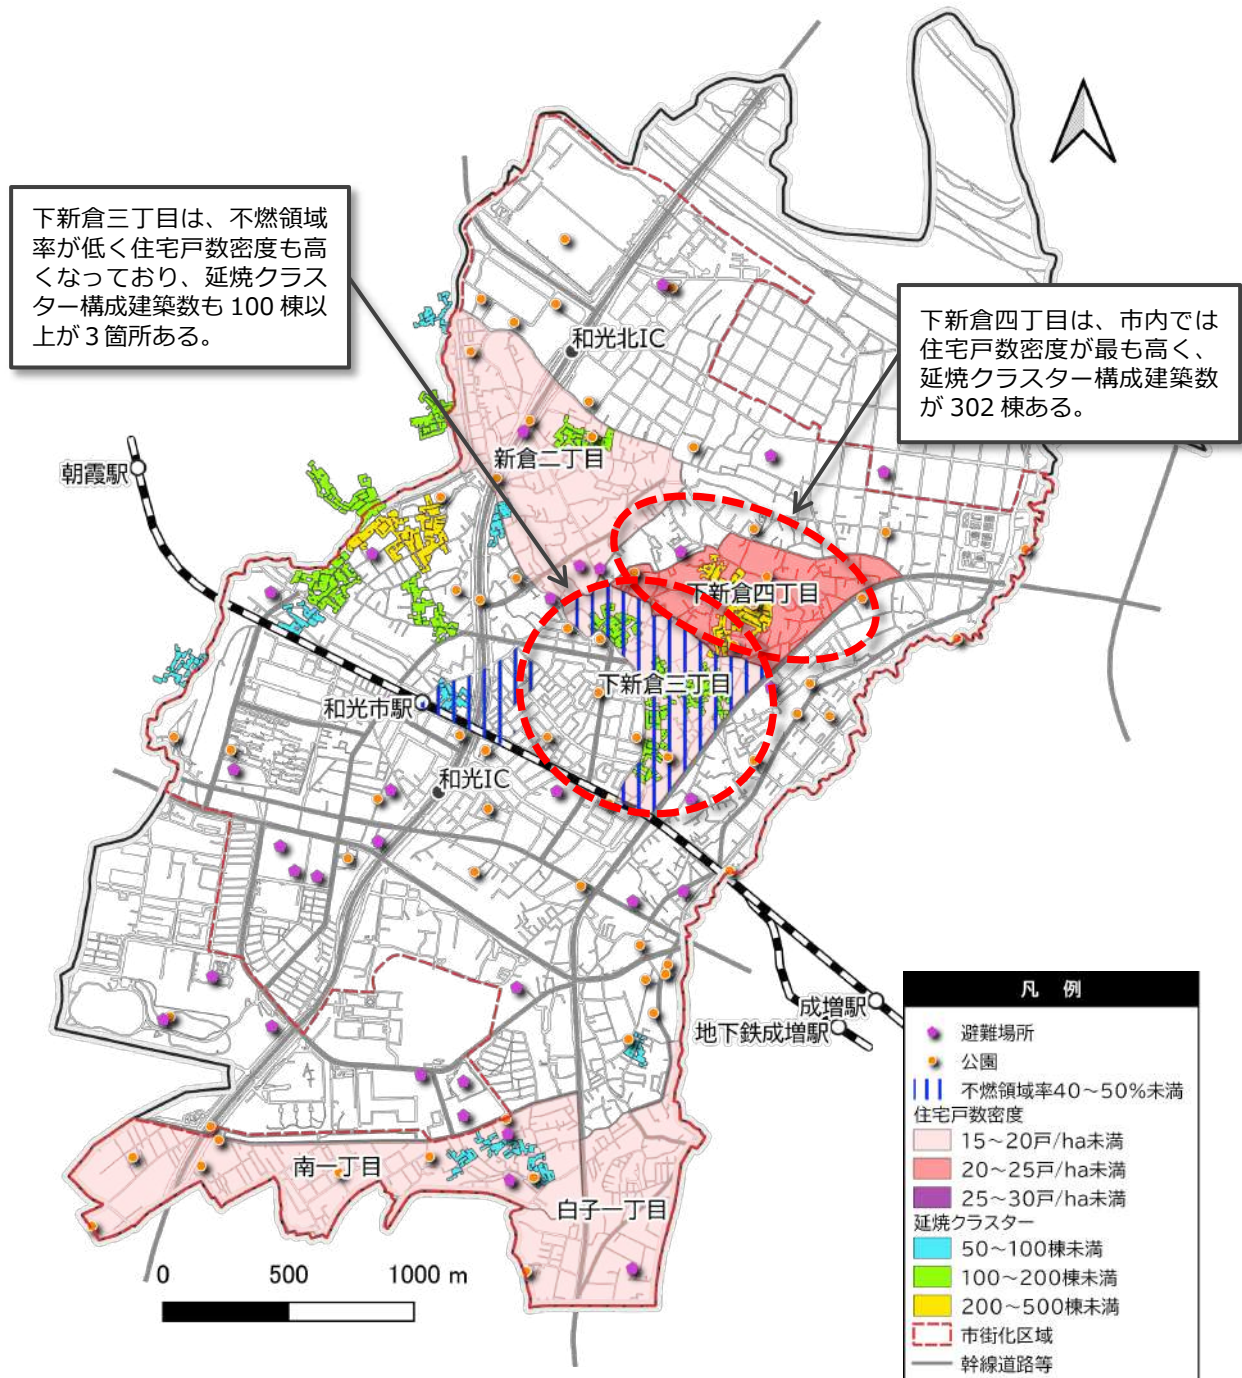 下新倉三丁目は、不燃領域
率が低く住宅戸数密度も高
くなっており、延焼クラス
ター構成建築数も 100 棟以
上が３箇所ある。
下新倉四丁目は、市内では
住宅戸数密度が最も高く、
延焼クラスター構成建築数
が 302 棟ある。
和光北IC
朝霞駅
新倉二丁目
下新倉四丁目
下新倉三丁目
和光市駅
和光IC
成増駅
地下鉄成増駅
南一丁目
白子一丁目
0 500 1000 m
凡 例
避難場所
公園
不燃領域率40～50%未満
住宅戸数密度
15～20戸/ha未満
20～25戸/ha未満
25～30戸/ha未満
延焼クラスター
50～100棟未満
100～200棟未満
200～500棟未満
市街化区域
幹線道路等